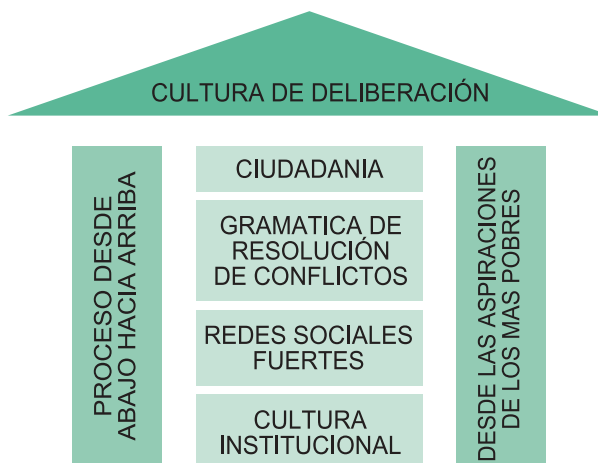 CULTURA DE DELIBERACIÓN
PROCESO DESDE
ABAJO HACIA ARRIBA
CIUDADANIA
GRAMATICA DE
RESOLUCIÓN
DE CONFLICTOS
REDES SOCIALES
FUERTES
CULTURA
INSTITUCIONAL
DESDE LAS ASPIRACIONES
DE LOS MAS POBRES